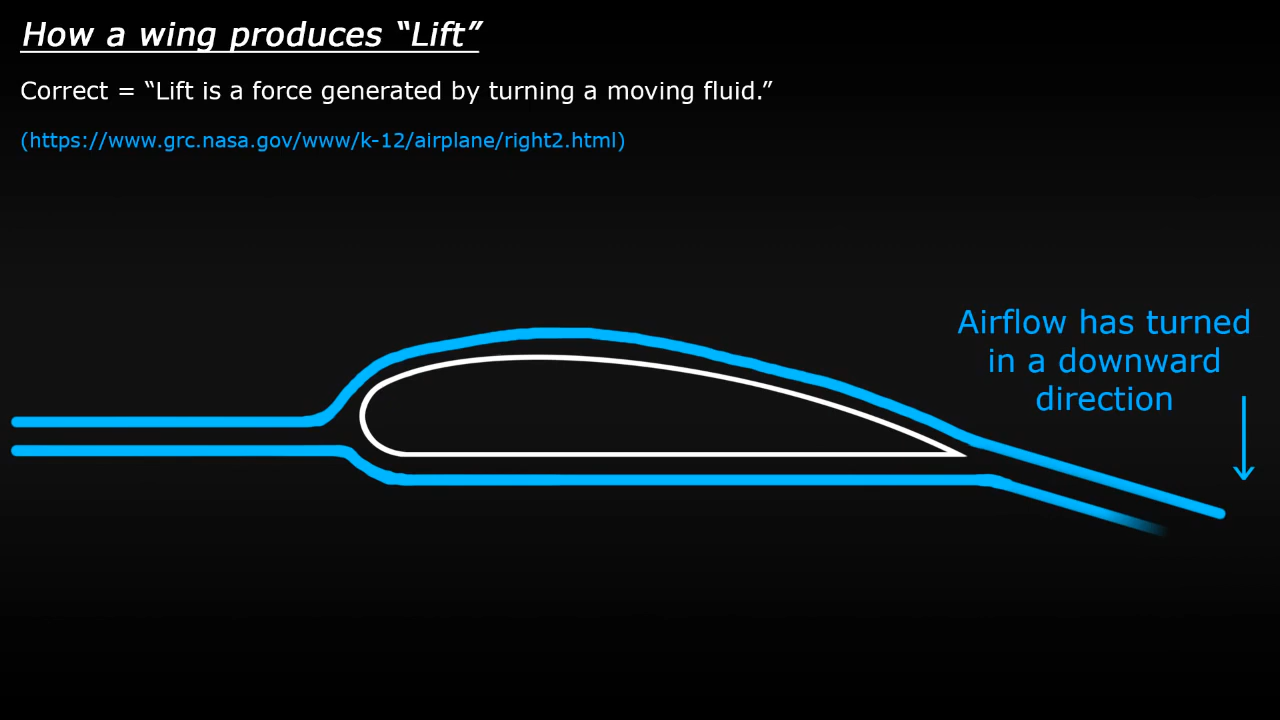 How a wing produces “Lift”
Correct = “Lift is a force generated by turning a moving fluid.”
(https://www.grc.nasa.gov/www/k-12/airplane/right2.html)
Airflow has turned
in a downward
direction